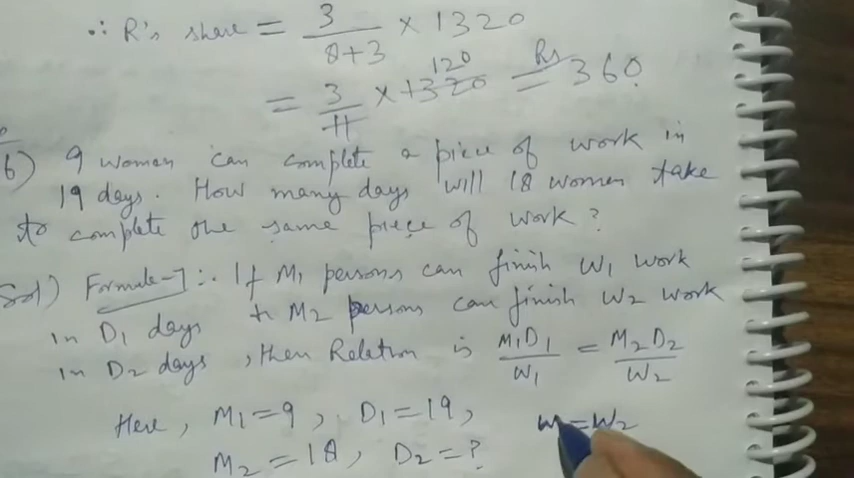 ∴ R's share = 3/(8+3) × 1320
120
= 3/11 × 1320 = Rs 360.
6) 9 women can complete a piece of work in
19 days. How many days will 18 women take
to complete the same piece of work?
Sol) Formula-7:- If M1 persons can finish W1 work
in D1 days & M2 persons can finish W2 work
in D2 days, then Relation is M1D1/W1 = M2D2/W2
Here, M1=9, D1=19, W1=W2
M2=18, D2=?